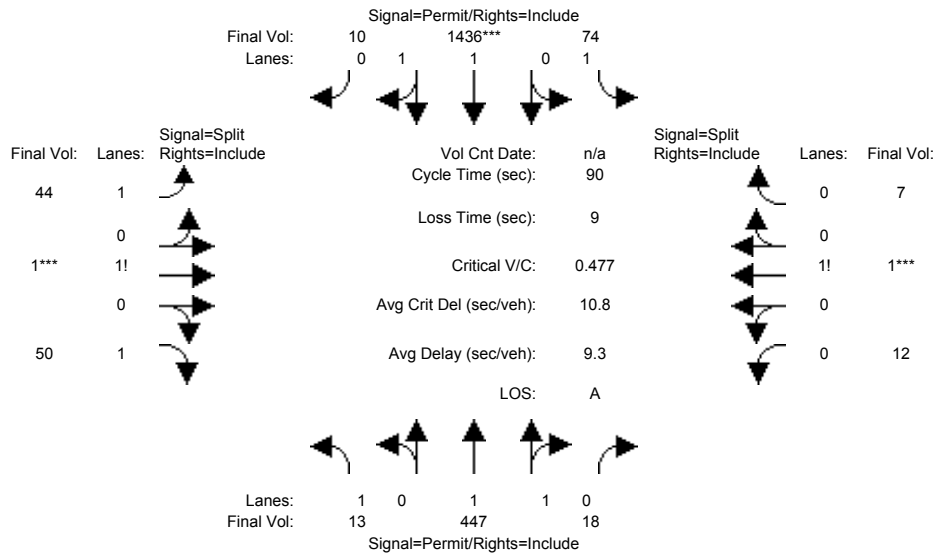 Signal=Permit/Rights=Include
Final Vol: 10 1436*** 74
Lanes: 0 1 1 0 1
Signal=Split
Final Vol: Lanes: Rights=Include
Vol Cnt Date: n/a
Signal=Split
Rights=Include Lanes: Final Vol:
Cycle Time (sec): 90
44 1
0 7
Loss Time (sec): 9
0
0
1*** 1!
Critical V/C: 0.477
1! 1***
0
Avg Crit Del (sec/veh): 10.8
0
50 1
Avg Delay (sec/veh): 9.3
0 12
LOS: A
Lanes: 1 0 1 1 0
Final Vol: 13 447 18
Signal=Permit/Rights=Include